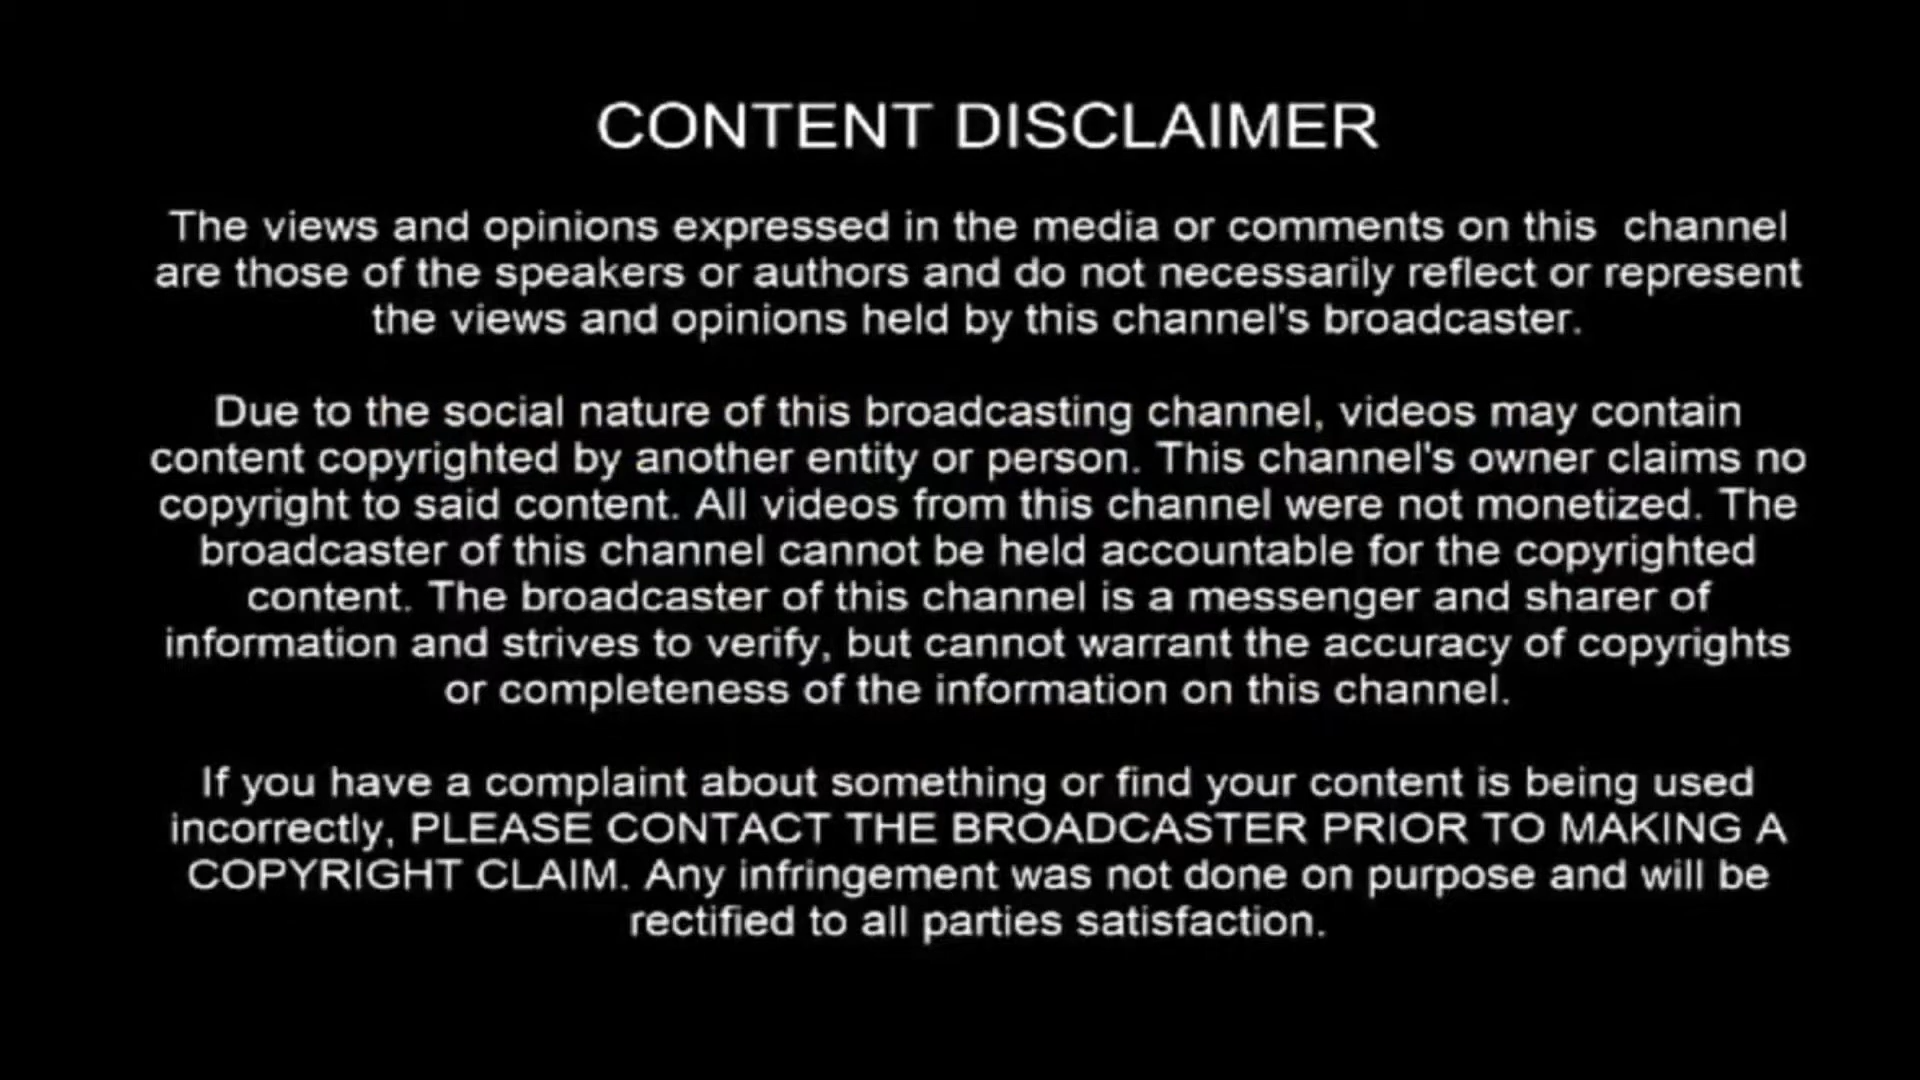 CONTENT DISCLAIMER
The views and opinions expressed in the media or comments on this  channel
are those of the speakers or authors and do not necessarily reflect or represent
the views and opinions held by this channel's broadcaster.
Due to the social nature of this broadcasting channel, videos may contain
content copyrighted by another entity or person. This channel's owner claims no
copyright to said content. All videos from this channel were not monetized. The
broadcaster of this channel cannot be held accountable for the copyrighted
content. The broadcaster of this channel is a messenger and sharer of
information and strives to verify, but cannot warrant the accuracy of copyrights
or completeness of the information on this channel.
If you have a complaint about something or find your content is being used
incorrectly, PLEASE CONTACT THE BROADCASTER PRIOR TO MAKING A
COPYRIGHT CLAIM. Any infringement was not done on purpose and will be
rectified to all parties satisfaction.